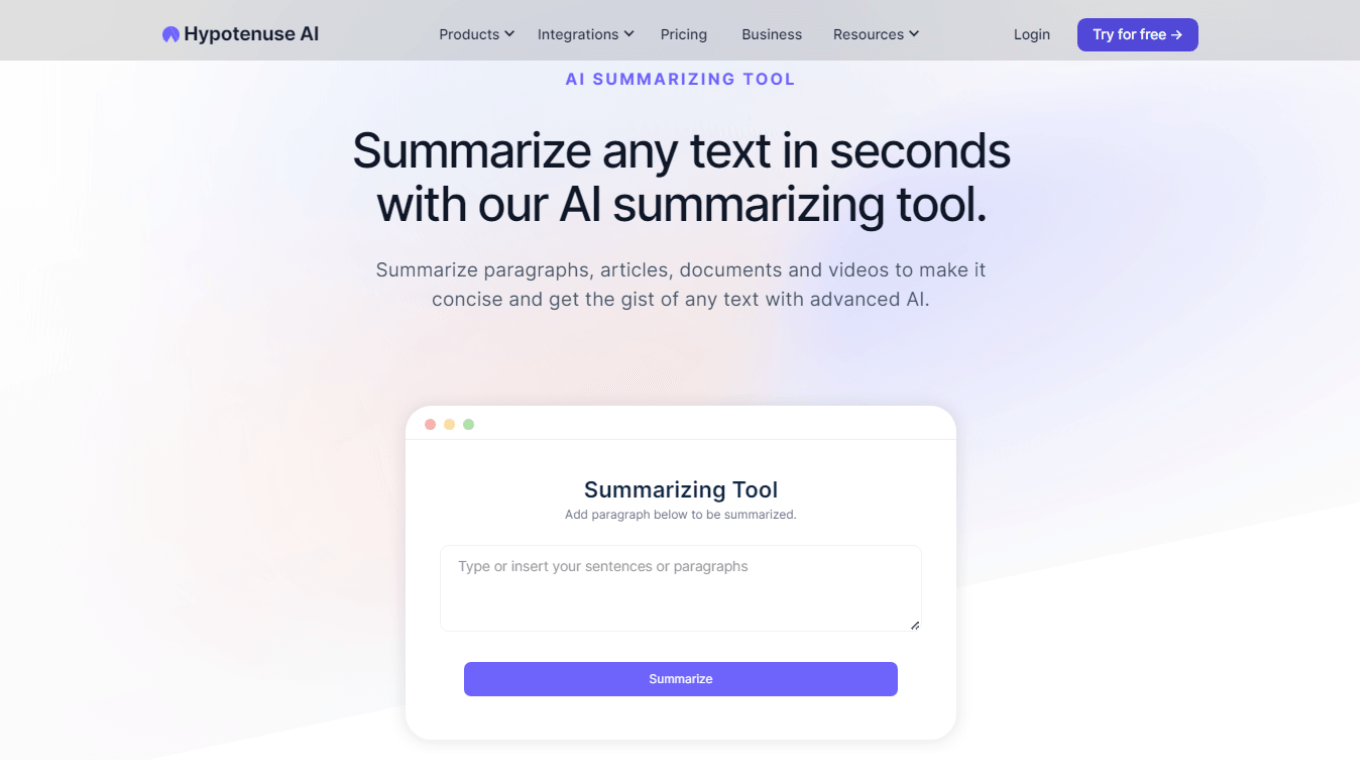 Hypotenuse AI
Products
Integrations
Pricing
Business
Resources
Login
Try for free →
AI SUMMARIZING TOOL
Summarize any text in seconds
with our AI summarizing tool.
Summarize paragraphs, articles, documents and videos to make it
concise and get the gist of any text with advanced AI.
Summarizing Tool
Add paragraph below to be summarized.
Type or insert your sentences or paragraphs
Summarize